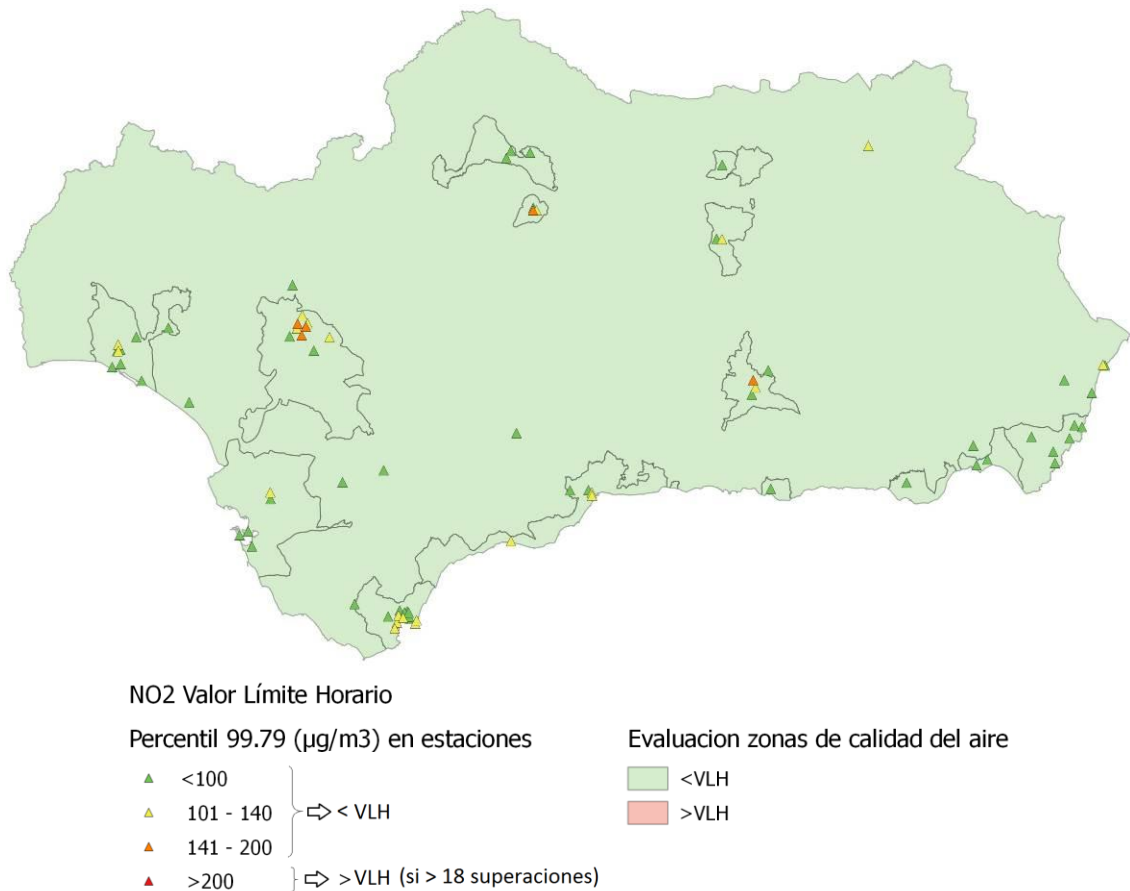 NO2 Valor Límite Horario
Percentil 99.79 (µg/m3) en estaciones
<100
101 - 140
141 - 200
< VLH
>200
>VLH (si > 18 superaciones)
Evaluacion zonas de calidad del aire
<VLH
>VLH